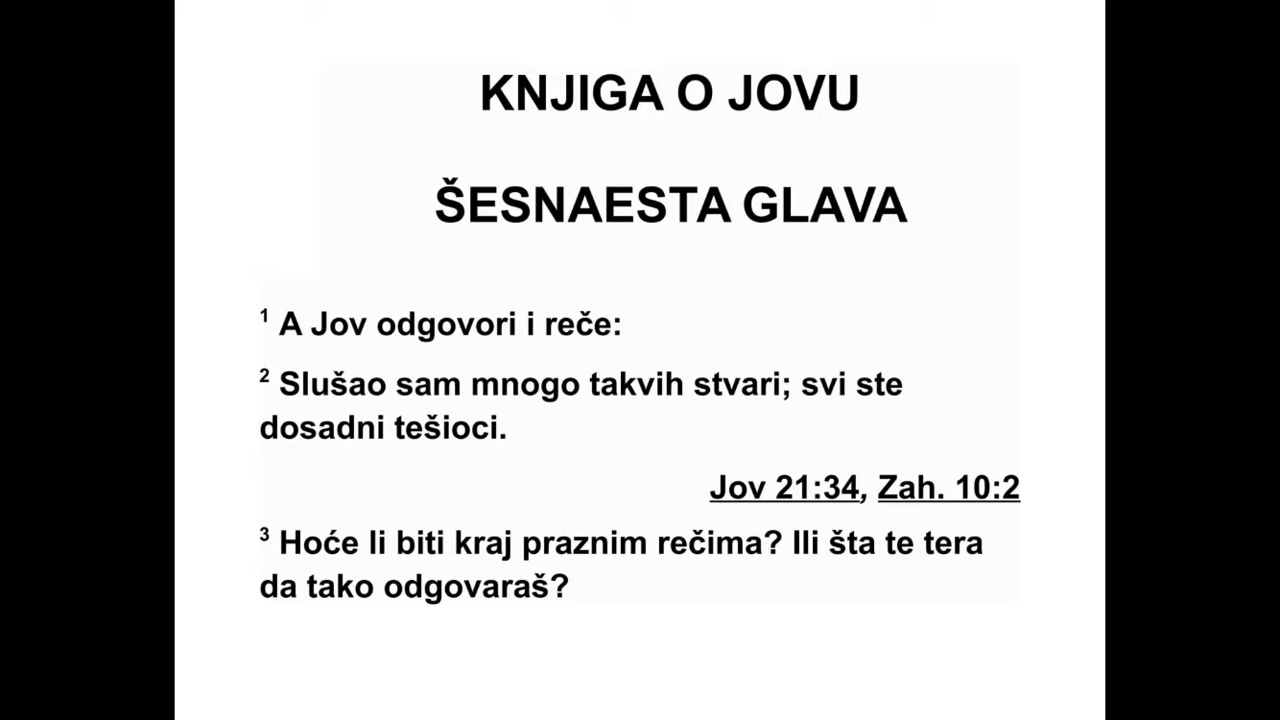 KNJIGA O JOVU
ŠESNAESTA GLAVA
1 A Jov odgovori i reče:
2 Slušao sam mnogo takvih stvari; svi ste
dosadni tešioci.
Jov 21:34, Zah. 10:2
3 Hoće li biti kraj praznim rečima? Ili šta te tera
da tako odgovaraš?